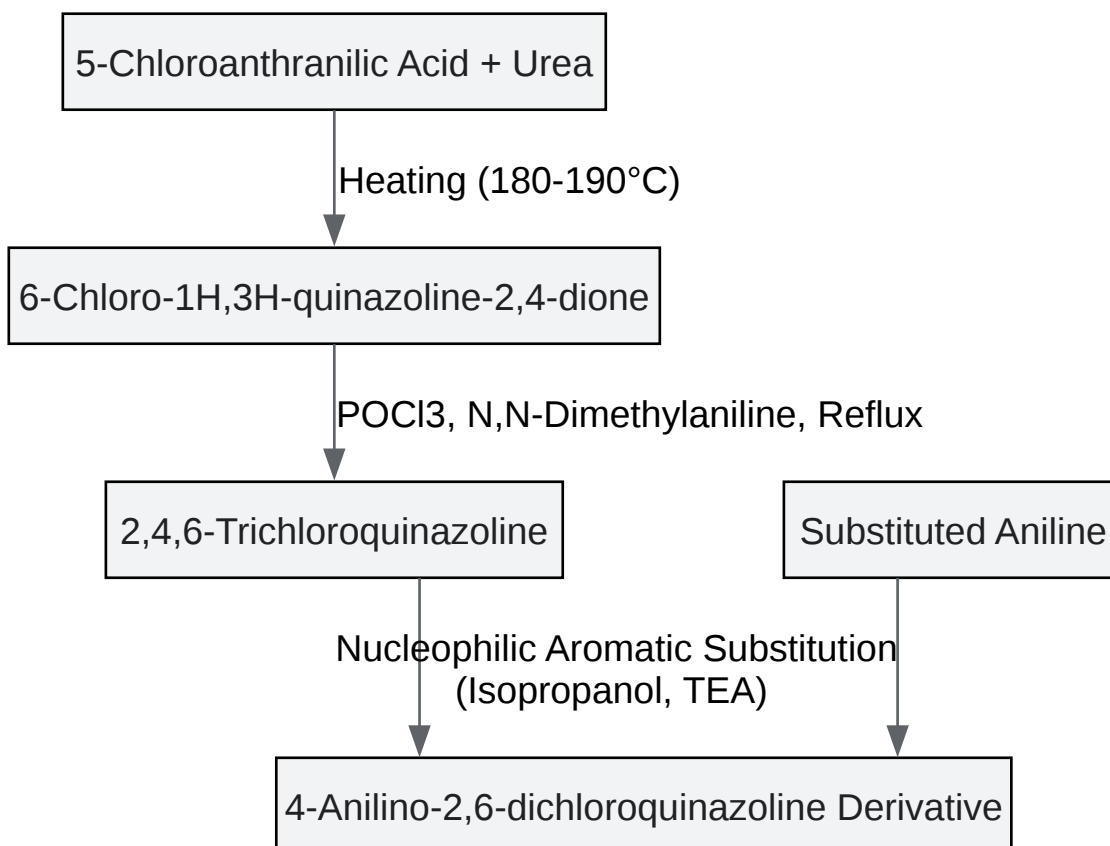 5-Chloroanthranilic Acid + Urea
Heating (180-190°C)
6-Chloro-1H,3H-quinazoline-2,4-dione
POCl3, N,N-Dimethylaniline, Reflux
2,4,6-Trichloroquinazoline
Substituted Aniline
Nucleophilic Aromatic Substitution
(Isopropanol, TEA)
4-Anilino-2,6-dichloroquinazoline Derivative